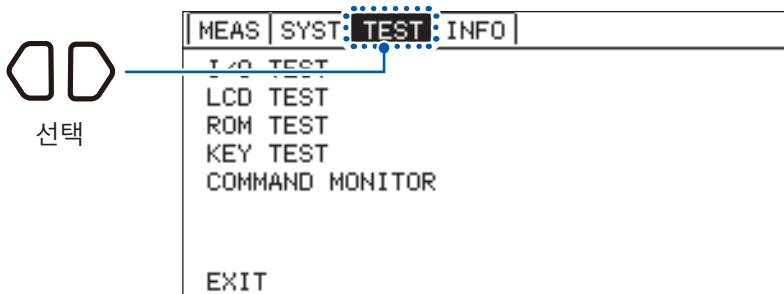 MEAS SYST TEST INFO
I/O TEST
LCD TEST
선택
ROM TEST
KEY TEST
COMMAND MONITOR
EXIT